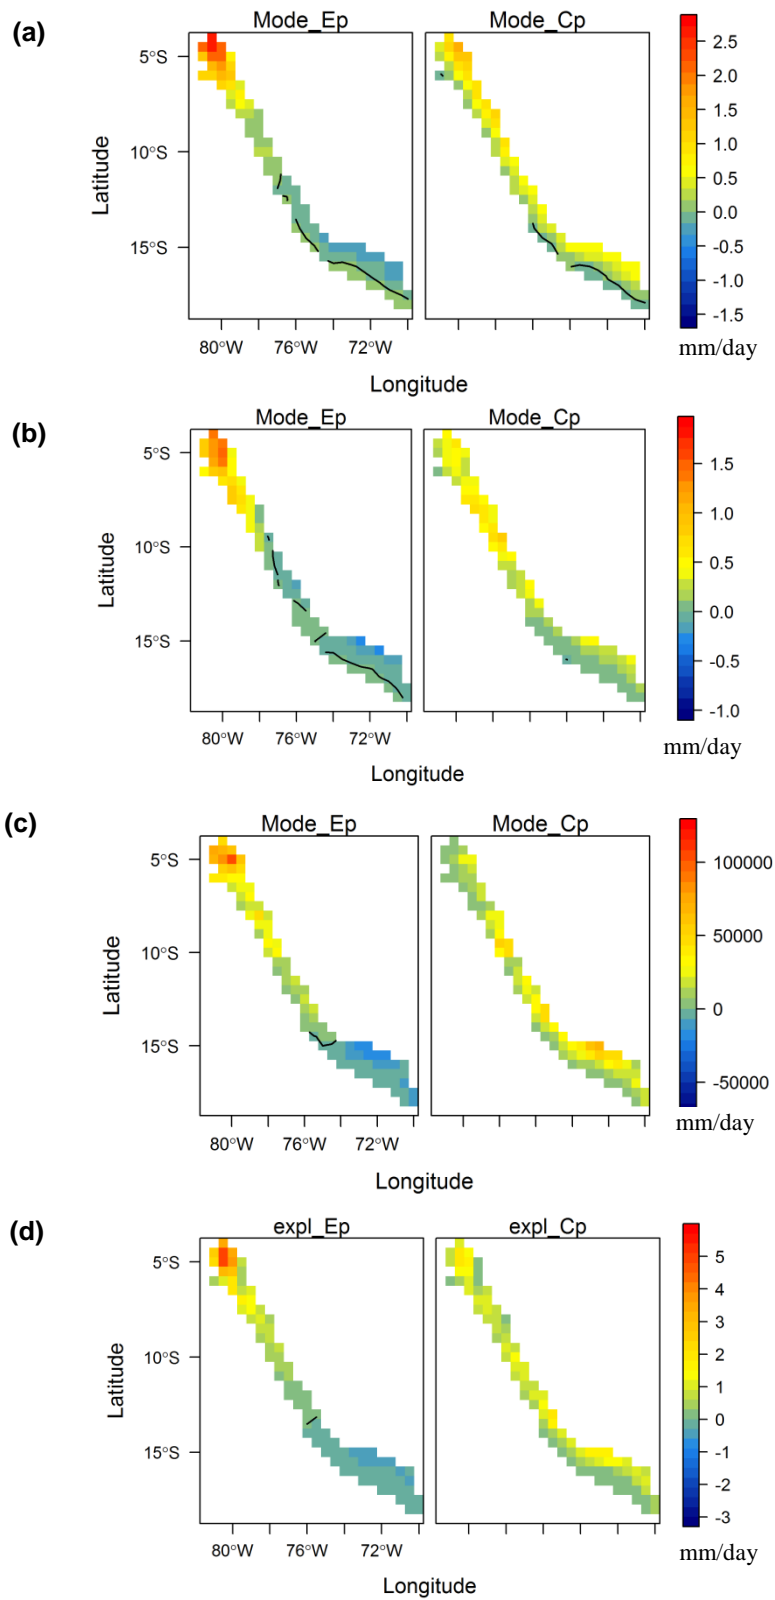 (a)
Mode_Ep Mode_Cp
5°S
10°S
15°S
Latitude
80°W 76°W 72°W
Longitude
2.5
2.0
1.5
1.0
0.5
0.0
-0.5
-1.0
-1.5
mm/day
(b)
Mode_Ep Mode_Cp
5°S
10°S
15°S
Latitude
80°W 76°W 72°W
Longitude
1.5
1.0
0.5
0.0
-0.5
-1.0
mm/day
(c)
Mode_Ep Mode_Cp
5°S
10°S
15°S
Latitude
80°W 76°W 72°W
Longitude
100000
50000
0
-50000
mm/day
(d)
expl_Ep expl_Cp
5°S
10°S
15°S
Latitude
80°W 76°W 72°W
Longitude
5
4
3
2
1
0
-1
-2
-3
mm/day